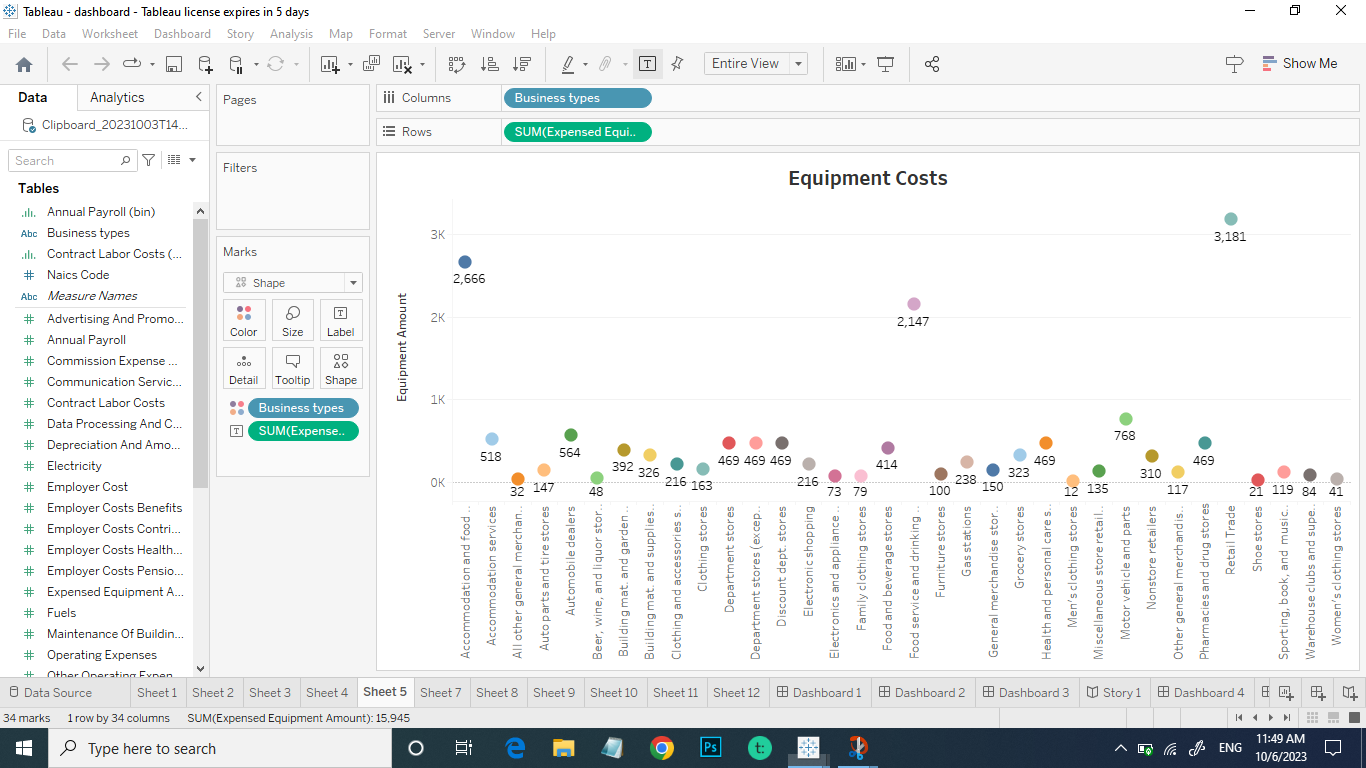 Tableau - dashboard - Tableau license expires in 5 days
File Data Worksheet Dashboard Story Analysis Map Format Server Window Help
Entire View
Show Me
Data Analytics
Clipboard_20231003T14...
Search
Tables
Annual Payroll (bin)
Abc Business types
Contract Labor Costs (...
Naics Code
Abc Measure Names
Advertising And Promo...
Annual Payroll
Commission Expense ...
Communication Servic...
Contract Labor Costs
Data Processing And C...
Depreciation And Amo...
Electricity
Employer Cost
Employer Costs Benefits
Employer Costs Contri...
Employer Costs Health...
Employer Costs Pensio...
Expensed Equipment A...
Fuels
Maintenance Of Buildin...
Operating Expenses
Other Operating Expen
Pages
Filters
Marks
Shape
Color Size Label
Detail Tooltip Shape
Business types
SUM(Expense..
Columns Business types
Rows SUM(Expensed Equi..
Equipment Costs
Equipment Amount
3K
2K
1K
0K
2,666
518
32
147
564
48
392
326
216
163
469
469
469
216
73
79
414
2,147
100
238
150
323
469
12
135
768
310
117
469
3,181
21
119
84
41
Accommodation and food ..
Accommodation services
All other general merchan..
Auto parts and tire stores
Automobile dealers
Beer, wine, and liquor stor..
Building mat. and garden ..
Building mat. and supplies..
Clothing and accessories s..
Clothing stores
Department stores
Department stores (excep..
Discount dept. stores
Electronic shopping
Electronics and appliance ..
Family clothing stores
Food and beverage stores
Food service and drinking ..
Furniture stores
Gas stations
General merchandise stor..
Grocery stores
Health and personal care s..
Men's clothing stores
Miscellaneous store retail..
Motor vehicle and parts
Nonstore retailers
Other general merchandis..
Pharmacies and drug stores
Retail Trade
Shoe stores
Sporting, book, and music..
Warehouse clubs and supe..
Women's clothing stores
Data Source Sheet 1 Sheet 2 Sheet 3 Sheet 4 Sheet 5 Sheet 7 Sheet 8 Sheet 9 Sheet 10 Sheet 11 Sheet 12 Dashboard 1 Dashboard 2 Dashboard 3 Story 1 Dashboard 4
34 marks 1 row by 34 columns SUM(Expensed Equipment Amount): 15,945
Type here to search
Ps
t:
ENG
11:49 AM
10/6/2023